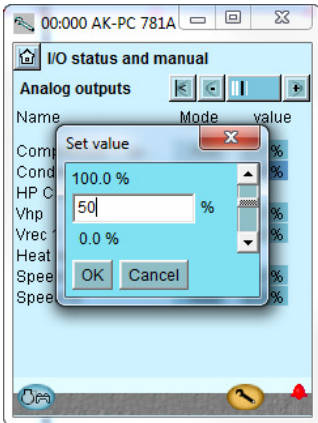 00:000 AK-PC 781A
I/O status and manual
Analog outputs
Name Mode value
Set value
Comp %
Cond %
HP C
Vhp %
Vrec %
Heat
Spee %
Spee
100.0 %
50 %
0.0 %
OK Cancel